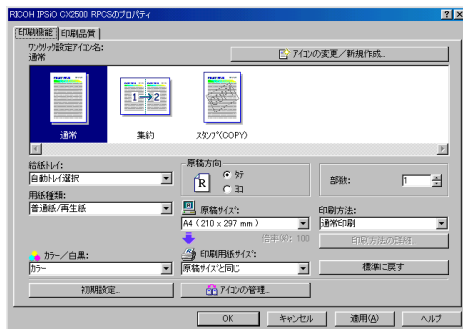 RICOH IPSiO CX2500 RPCSのプロパティ
印刷機能
印刷品質
ワンクリック設定アイコン名:
通常
アイコンの変更／新規作成...
1→2
通常
集約
スタンプ(COPY)
給紙トレイ:
自動トレイ選択
用紙種類:
普通紙/再生紙
カラー／白黒:
カラー
原稿方向
R
タテ
ヨコ
原稿サイズ:
A4 ( 210 x 297 mm )
倍率(%): 100
印刷用紙サイズ:
原稿サイズと同じ
部数:
1
印刷方法:
通常印刷
印刷方法の詳細
標準に戻す
初期設定...
アイコンの管理...
OK
キャンセル
適用(A)
ヘルプ